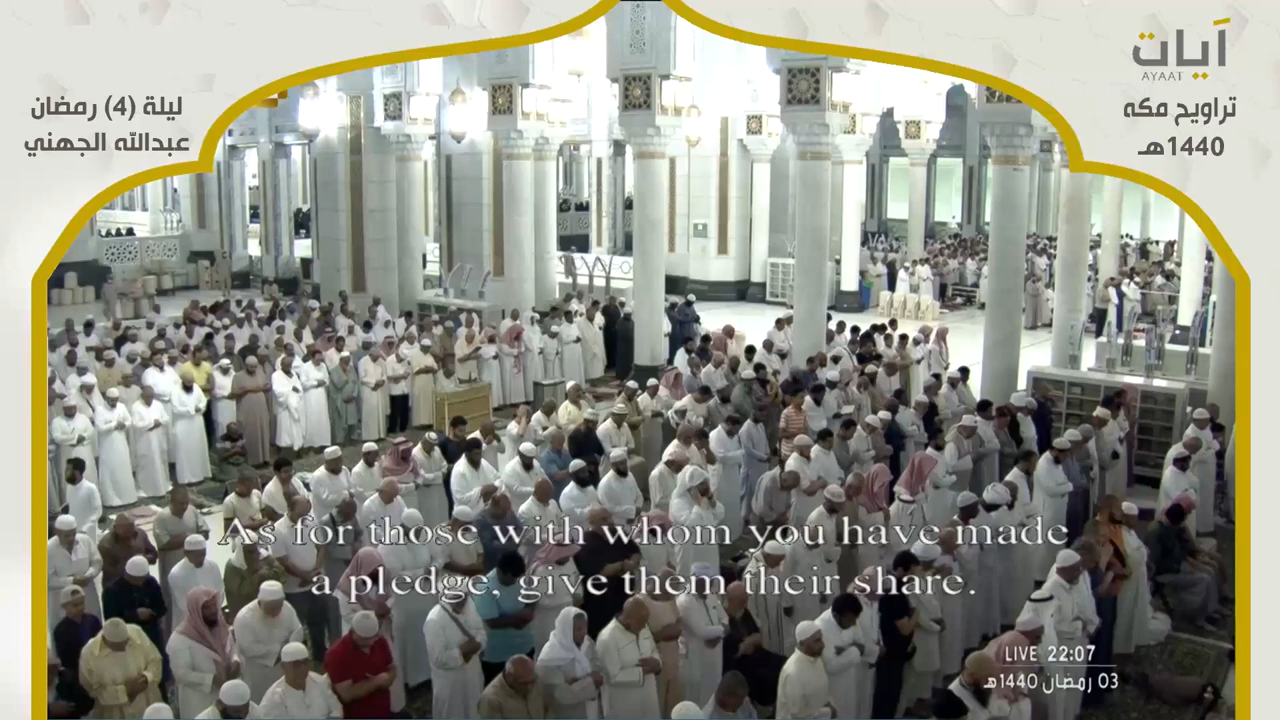 آيات
AYAAT
تراويح مكه
1440هـ
ليلة (4) رمضان
عبدالله الجهني
As for those with whom you have made
a pledge, give them their share.
LIVE 22:07
03 رمضان 1440هـ